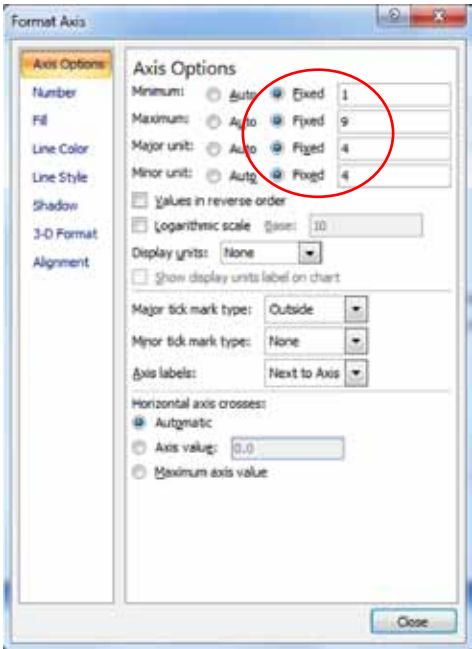 Format Axis
Axis Options
Number
Fill
Line Color
Line Style
Shadow
3-D Format
Alignment
Axis Options
Minimum: Auto Fixed 1
Maximum: Auto Fixed 9
Major unit: Auto Fixed 4
Minor unit: Auto Fixed 4
Values in reverse order
Logarithmic scale Base: 10
Display units: None
Show display units label on chart
Major tick mark type: Outside
Minor tick mark type: None
Axis labels: Next to Axis
Horizontal axis crosses:
Automatic
Axis value: 0.0
Maximum axis value
Close